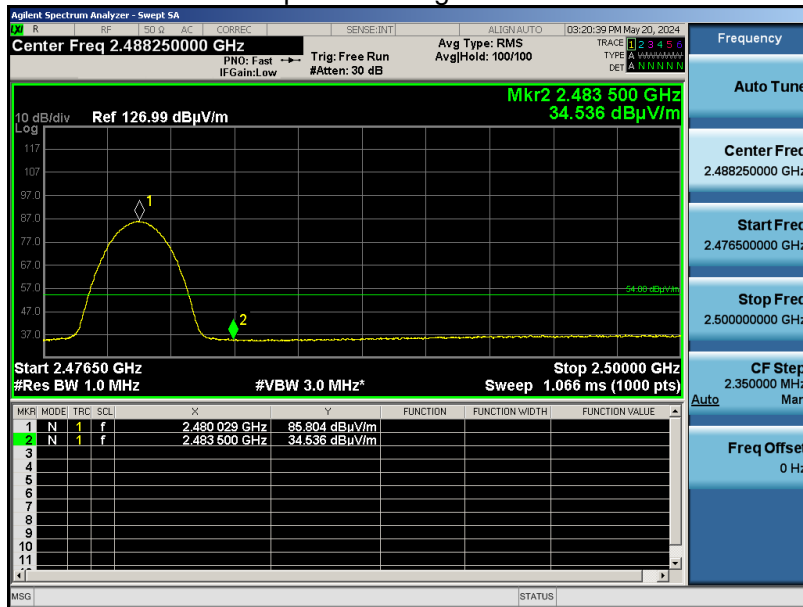 Agilent Spectrum Analyzer - Swept SA
LXI R RF 50 Ω AC CORREC SENSE:INT ALIGN AUTO 03:20:39 PM May 20, 2024
Center Freq 2.488250000 GHz
PNO: Fast
IFGain:Low
Trig: Free Run
#Atten: 30 dB
Avg Type: RMS
Avg|Hold: 100/100
TRACE 1 2 3 4 5 6
TYPE A WWWWW
DET A N N N N N
Mkr2 2.483 500 GHz
34.536 dBµV/m
10 dB/div Ref 126.99 dBµV/m
Log
117
107
97.0
87.0
77.0
67.0
57.0
47.0
37.0
1
2
54.00 dBµV/m
Start 2.47650 GHz Stop 2.50000 GHz
#Res BW 1.0 MHz #VBW 3.0 MHz* Sweep 1.066 ms (1000 pts)
MKR MODE TRC SCL X Y FUNCTION FUNCTION WIDTH FUNCTION VALUE
1 N 1 f 2.480 029 GHz 85.804 dBµV/m
2 N 1 f 2.483 500 GHz 34.536 dBµV/m
3
4
5
6
7
8
9
10
11
MSG STATUS
Frequency
Auto Tune
Center Freq
2.488250000 GHz
Start Freq
2.476500000 GHz
Stop Freq
2.500000000 GHz
CF Step
2.350000 MHz
Auto Man
Freq Offset
0 Hz